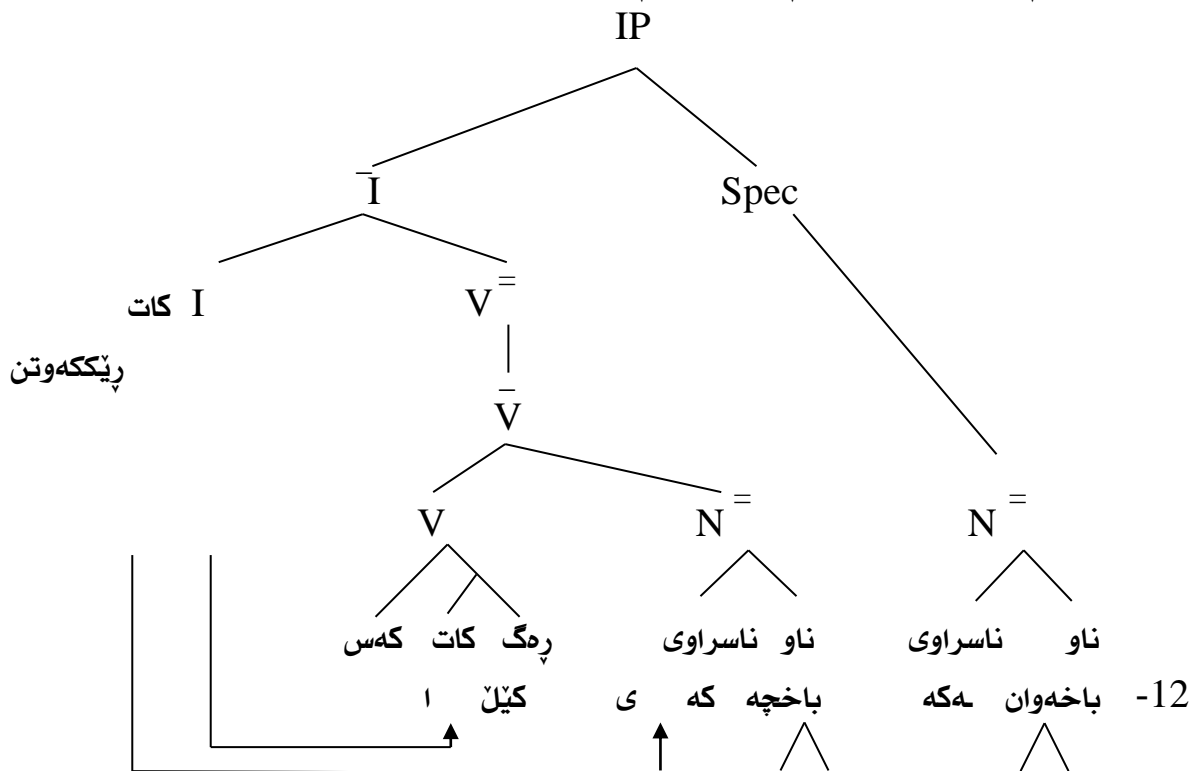 IP
Spec I̅
V̿ I کات
ڕێککەوتن
V̅
N̿ N̿ V
ناو ناسراوی ناو ناسراوی ڕەگ کات کەس
12- باخەوان ـەکە باخچە کە ی کێڵ ا